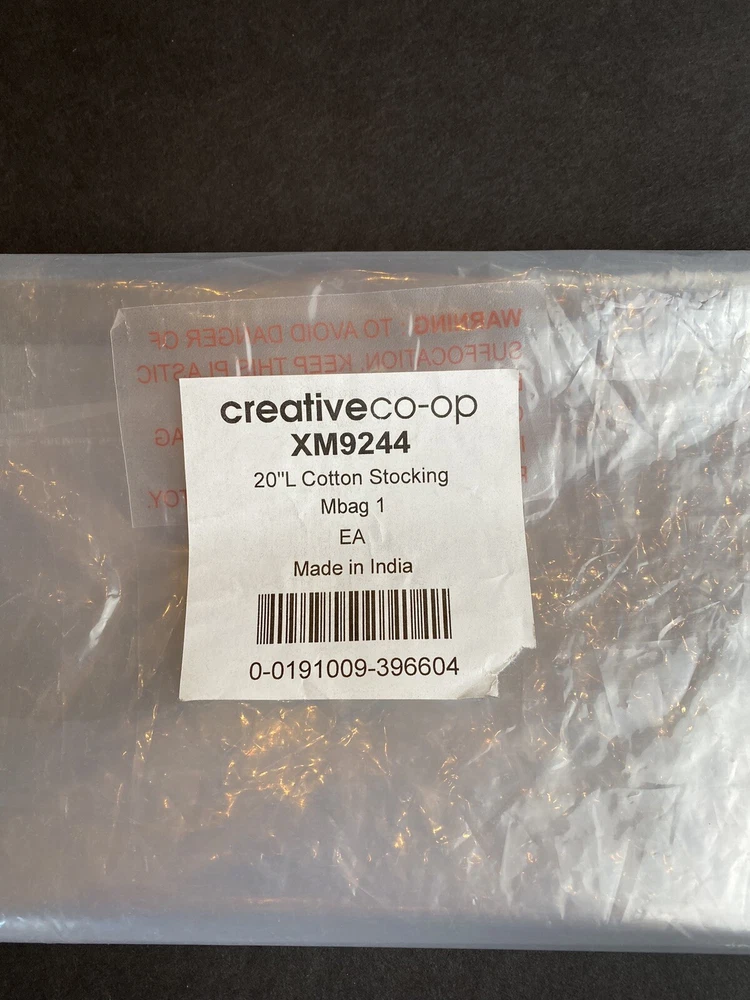 WARNING: TO AVOID DANGER OF
SUFFOCATION, KEEP THIS PLASTIC
creativeco-op
XM9244
20"L Cotton Stocking
Mbag 1
EA
Made in India
0-0191009-396604